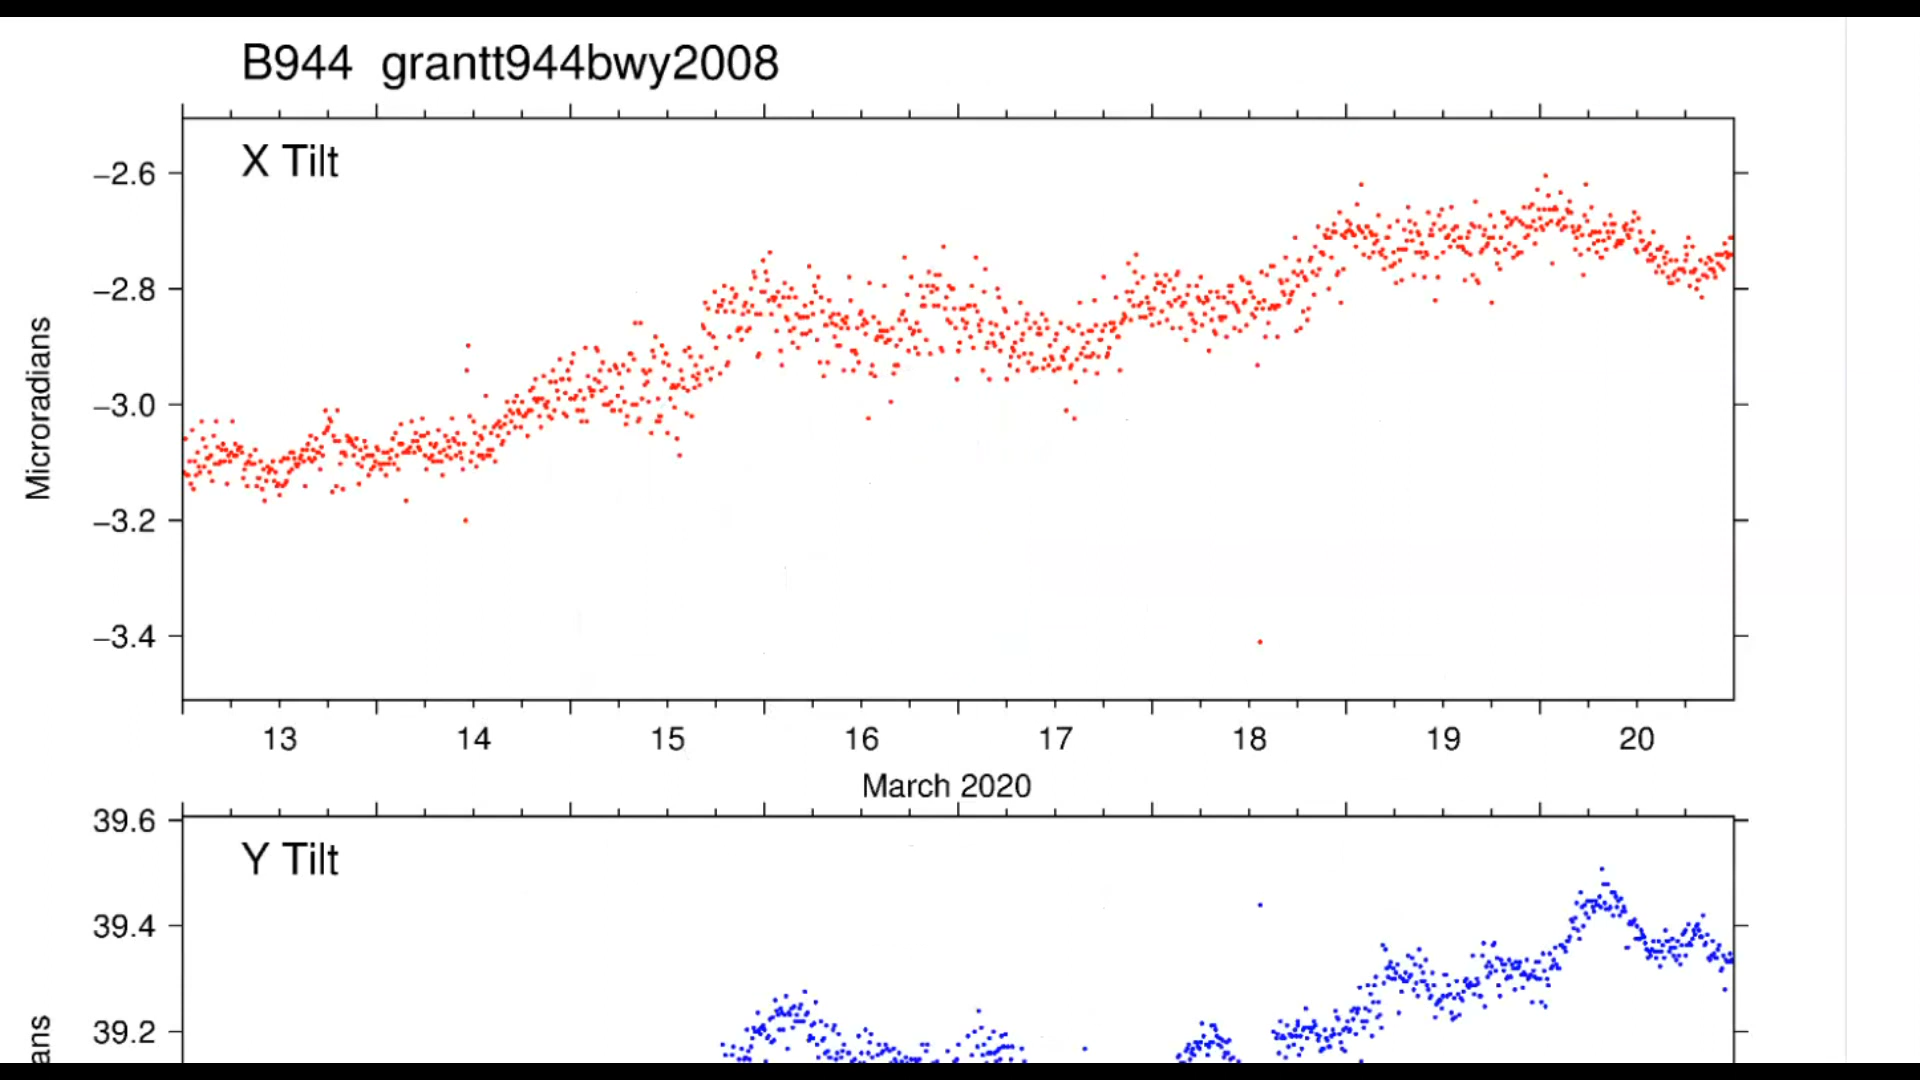 B944 grantt944bwy2008
X Tilt
−2.6
−2.8
−3.0
−3.2
−3.4
Microradians
13 14 15 16 17 18 19 20
March 2020
Y Tilt
39.6
39.4
39.2
ans